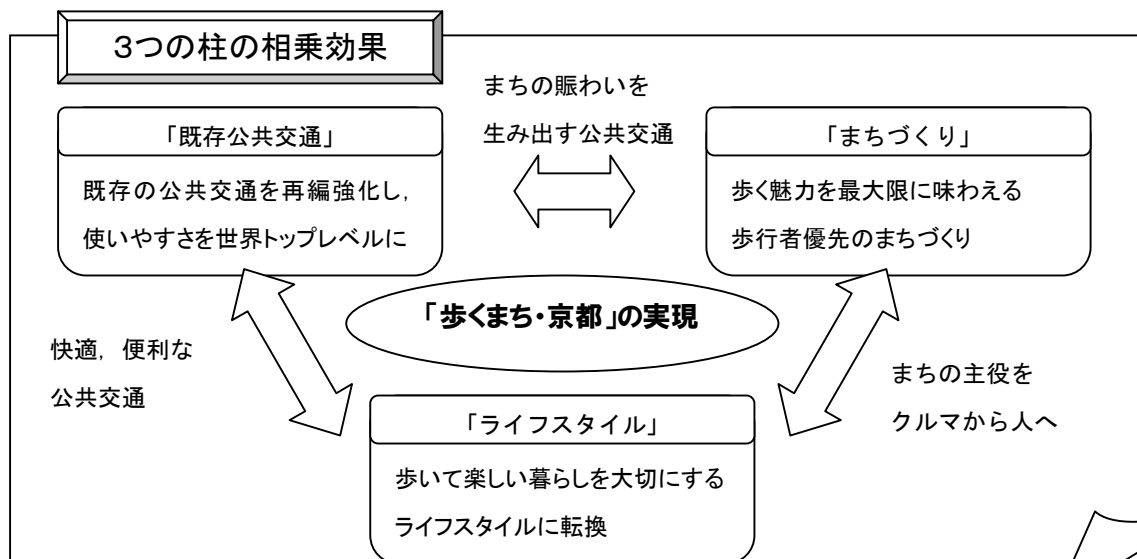 3つの柱の相乗効果
まちの賑わいを
生み出す公共交通
「既存公共交通」
既存の公共交通を再編強化し，
使いやすさを世界トップレベルに
「まちづくり」
歩く魅力を最大限に味わえる
歩行者優先のまちづくり
「歩くまち・京都」の実現
快適，便利な
公共交通
まちの主役を
クルマから人へ
「ライフスタイル」
歩いて楽しい暮らしを大切にする
ライフスタイルに転換